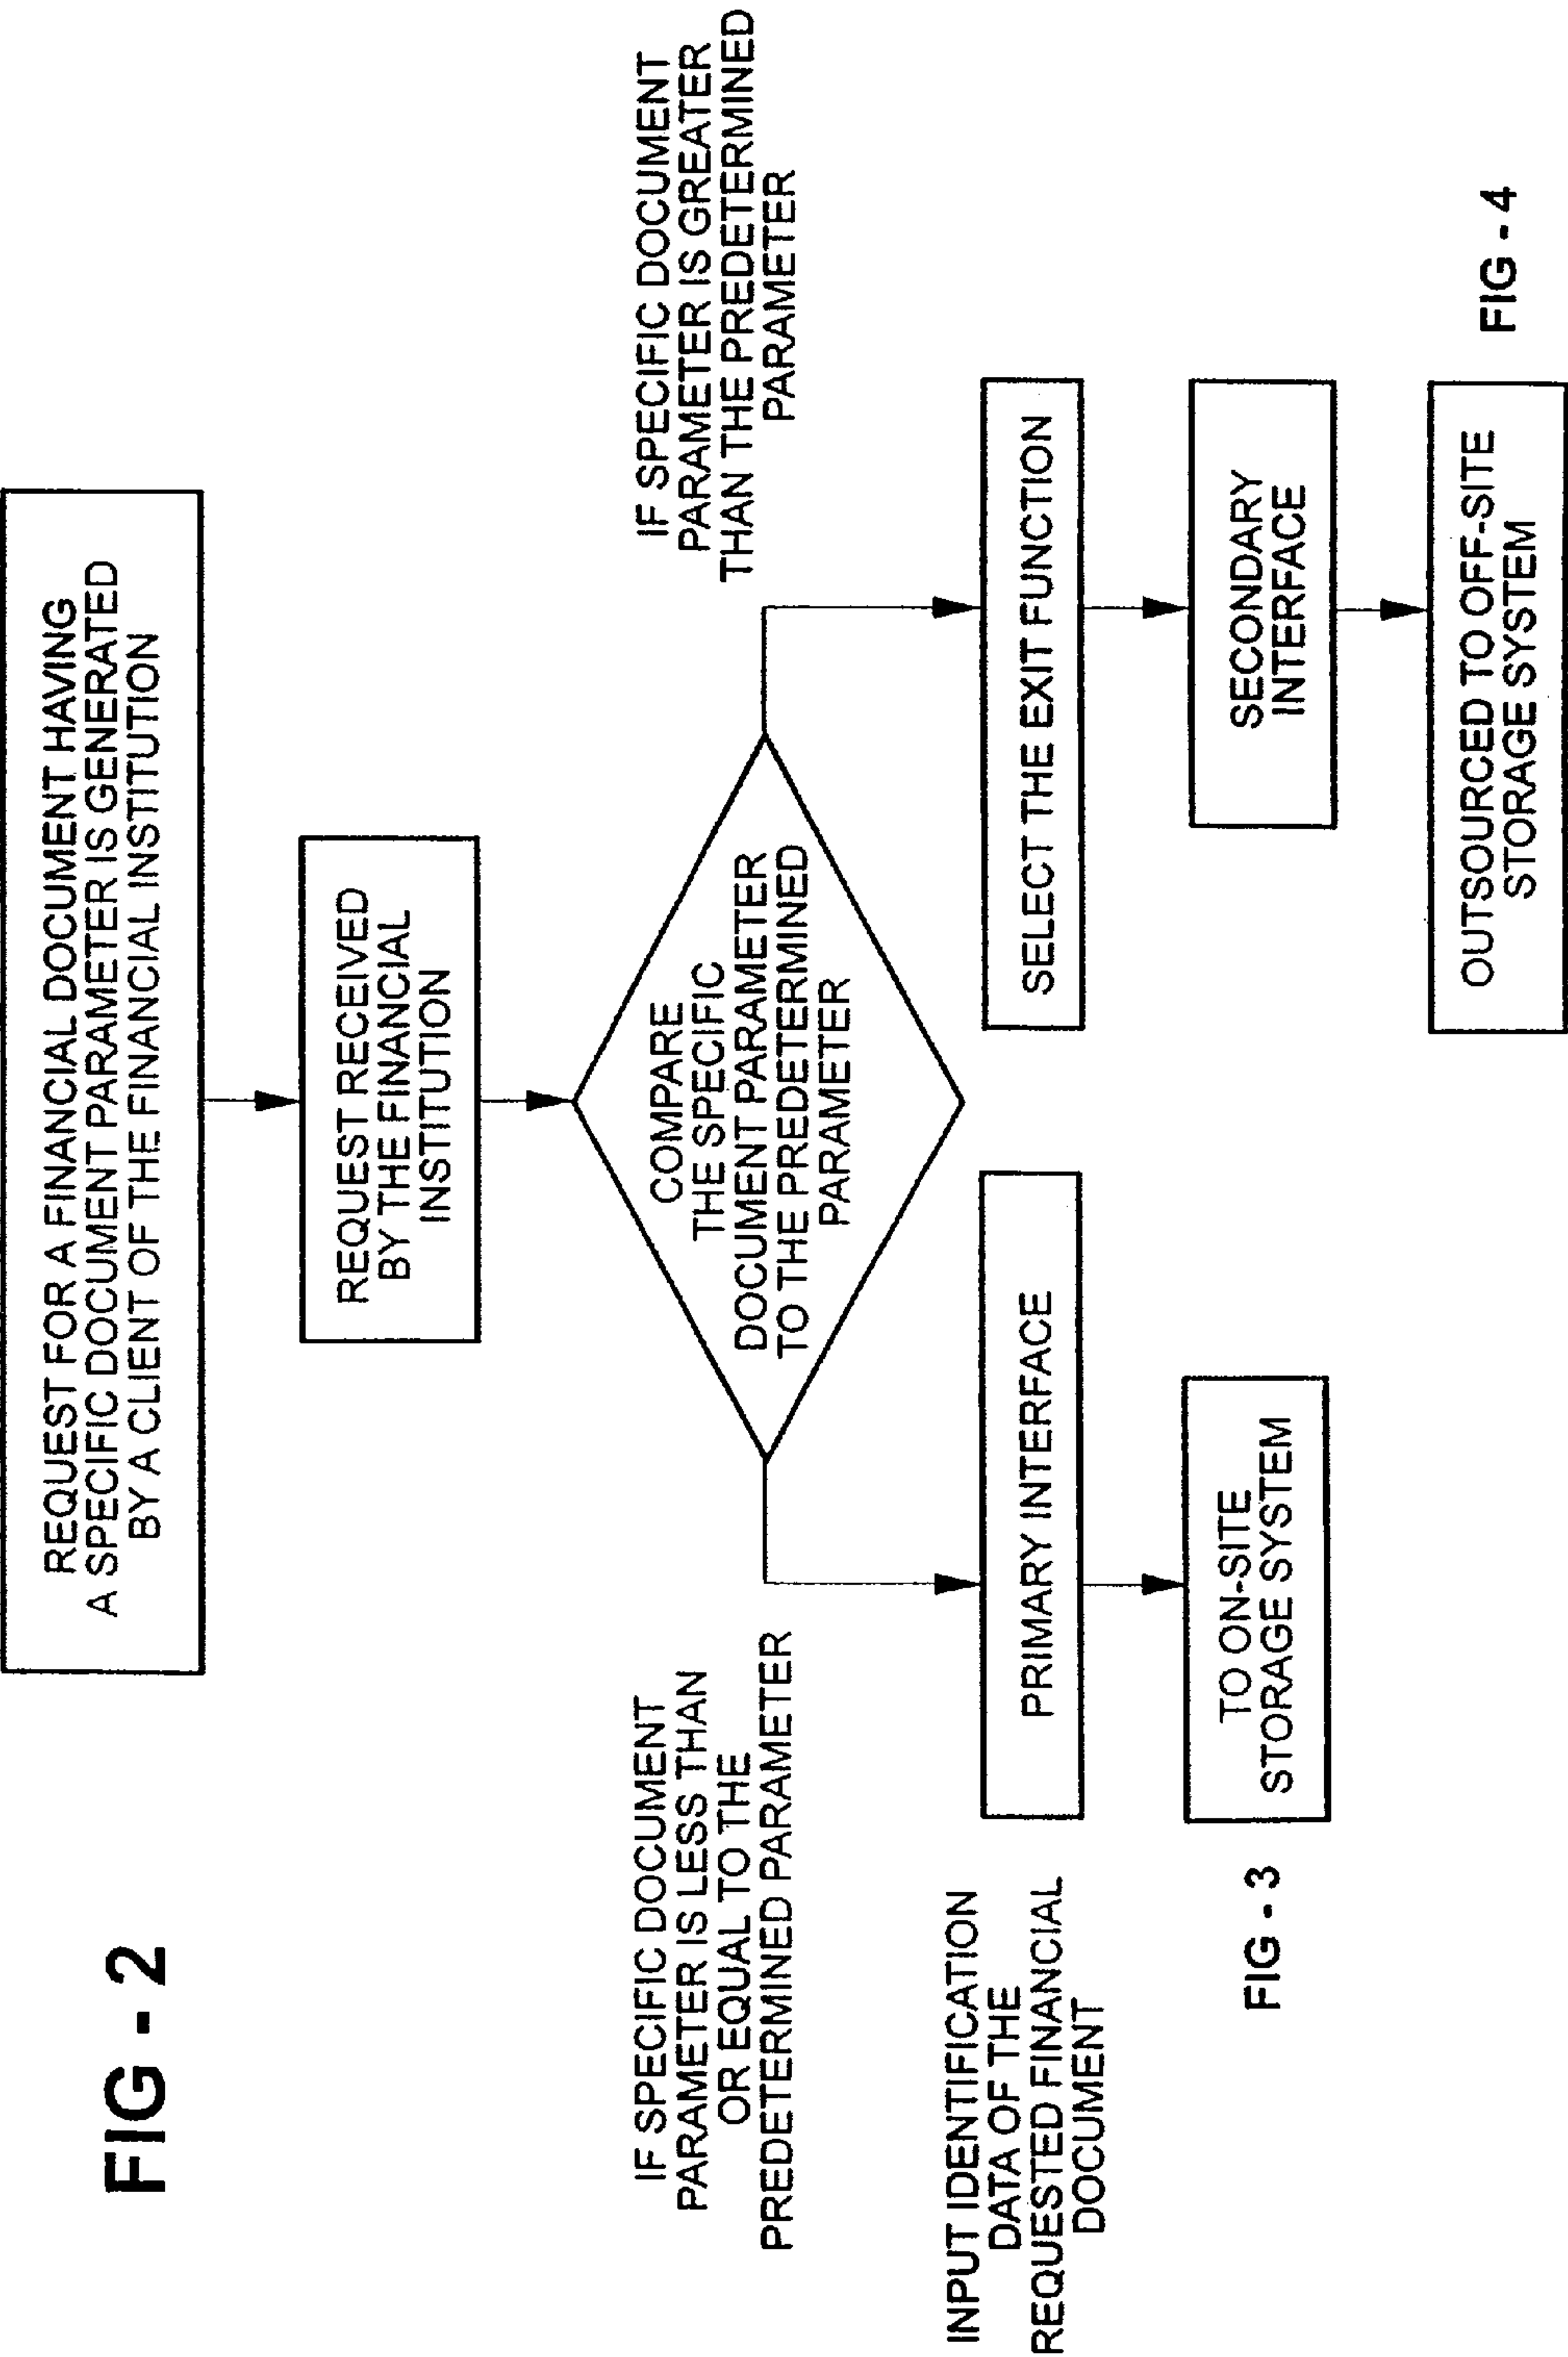 FIG - 2
REQUEST FOR A FINANCIAL DOCUMENT HAVING
A SPECIFIC DOCUMENT PARAMETER IS GENERATED
BY A CLIENT OF THE FINANCIAL INSTITUTION
REQUEST RECEIVED
BY THE FINANCIAL
INSTITUTION
COMPARE
THE SPECIFIC
DOCUMENT PARAMETER
TO THE PREDETERMINED
PARAMETER
IF SPECIFIC DOCUMENT
PARAMETER IS LESS THAN
OR EQUAL TO THE
PREDETERMINED PARAMETER
IF SPECIFIC DOCUMENT
PARAMETER IS GREATER
THAN THE PREDETERMINED
PARAMETER
INPUT IDENTIFICATION
DATA OF THE
REQUESTED FINANCIAL
DOCUMENT
PRIMARY INTERFACE
SELECT THE EXIT FUNCTION
FIG - 3
TO ON-SITE
STORAGE SYSTEM
SECONDARY
INTERFACE
OUTSOURCED TO OFF-SITE
STORAGE SYSTEM
FIG - 4